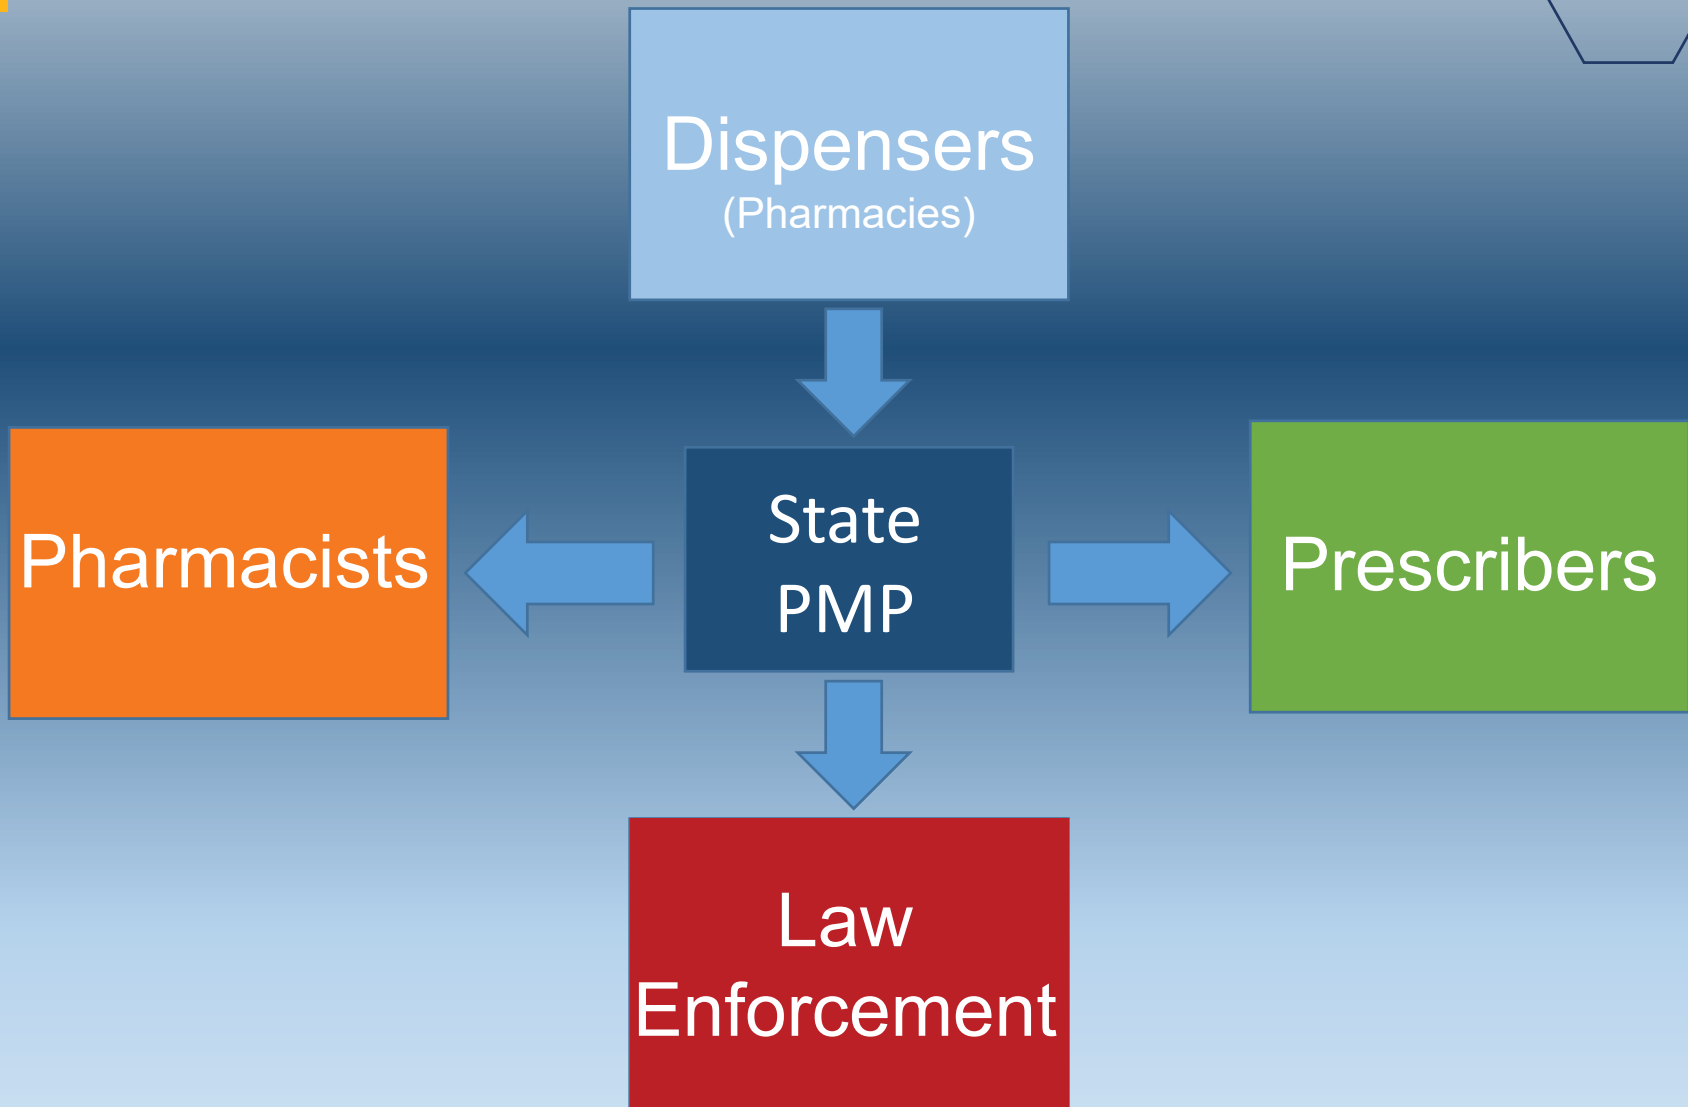 Dispensers
(Pharmacies)
Pharmacists
State
PMP
Prescribers
Law
Enforcement